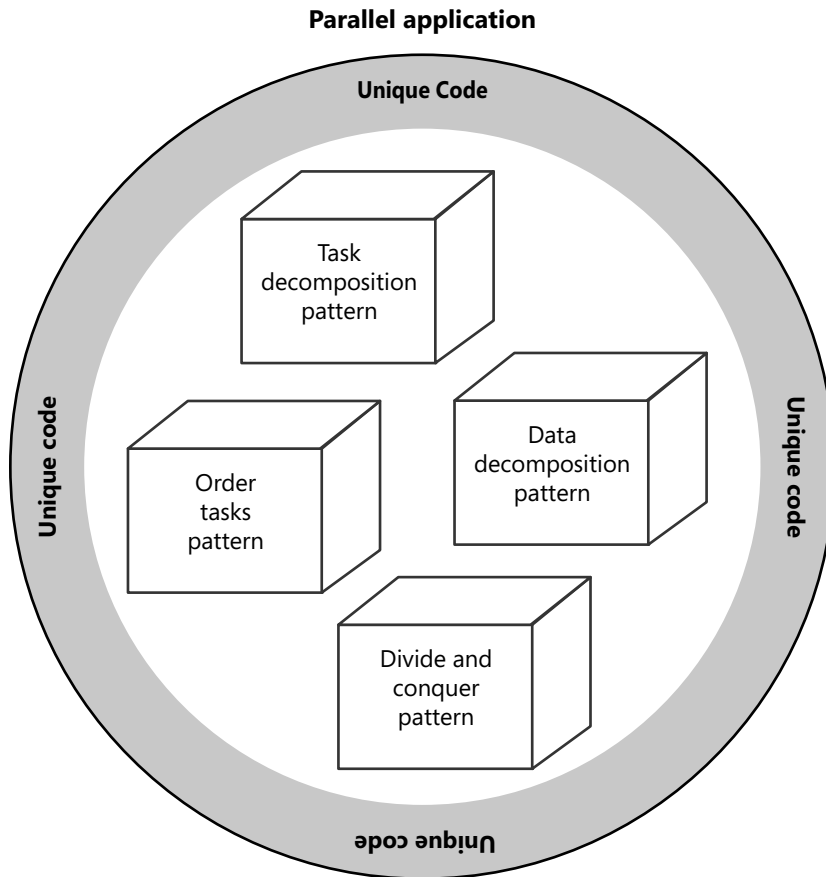 Parallel application
Unique Code
Task
decomposition
pattern
Unique code
Order
tasks
pattern
Data
decomposition
pattern
Unique code
Divide and
conquer
pattern
Unique code